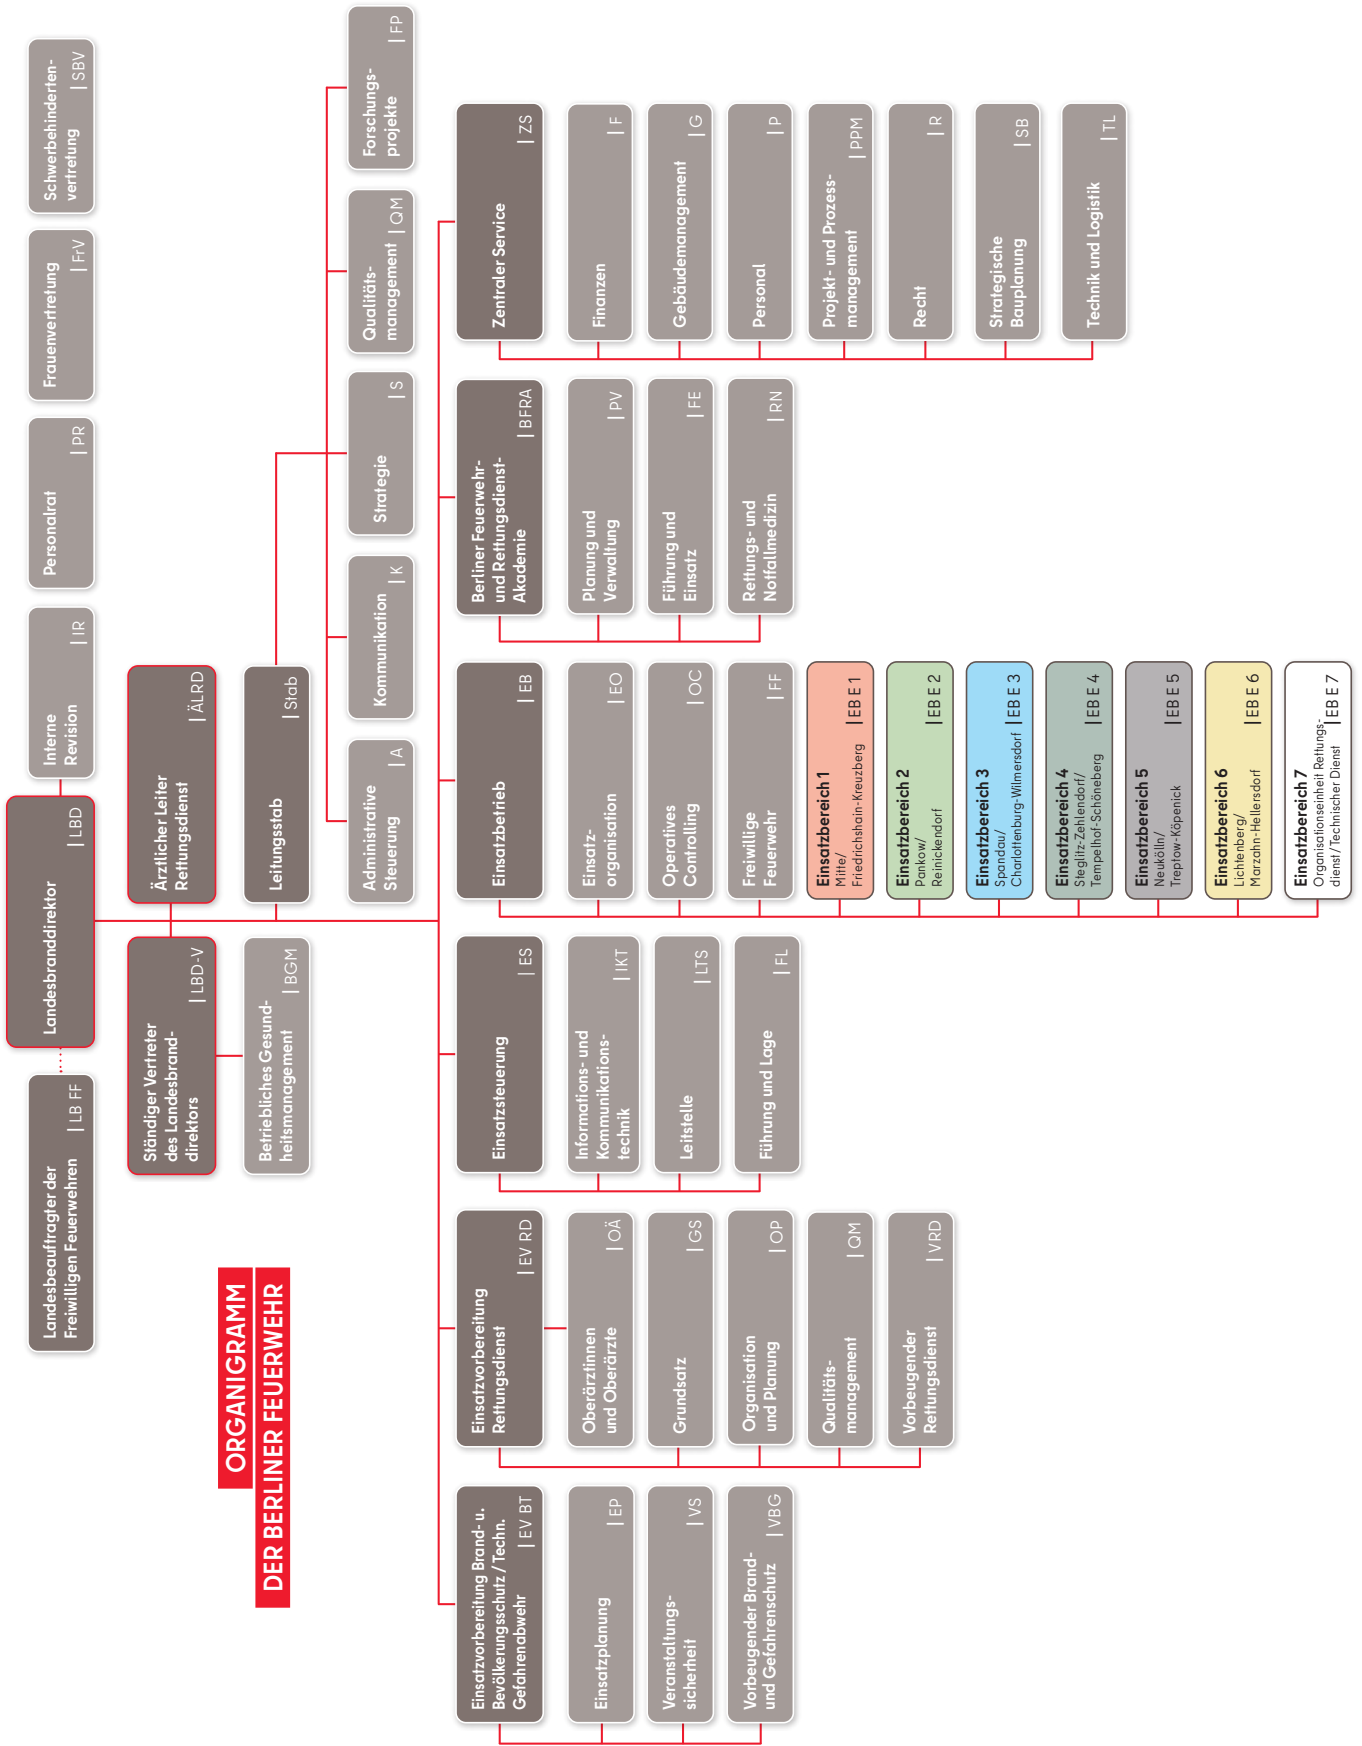 ORGANIGRAMM
DER BERLINER FEUERWEHR
Landesbeauftragter der
Freiwilligen Feuerwehren
| LB FF
Landesbranddirektor
| LBD
Interne
Revision
| IR
Personalrat
| PR
Frauenvertretung
| FrV
Schwerbehinderten-
vertretung
| SBV
Ständiger Vertreter
des Landesbrand-
direktors
| LBD-V
Ärztlicher Leiter
Rettungsdienst
| ÄLRD
Betriebliches Gesund-
heitsmanagement
| BGM
Leitungsstab
| Stab
Administrative
Steuerung
| A
Kommunikation
| K
Strategie
| S
Qualitäts-
management
| QM
Forschungs-
projekte
| FP
Einsatzvorbereitung Brand- u.
Bevölkerungsschutz / Techn.
Gefahrenabwehr
| EV BT
Einsatzplanung
| EP
Veranstaltungs-
sicherheit
| VS
Vorbeugender Brand-
und Gefahrenschutz
| VBG
Einsatzvorbereitung
Rettungsdienst
| EV RD
Oberärztinnen
und Oberärzte
| OÄ
Grundsatz
| GS
Organisation
und Planung
| OP
Qualitäts-
management
| QM
Vorbeugender
Rettungsdienst
| VRD
Einsatzsteuerung
| ES
Informations- und
Kommunikations-
technik
| IKT
Leitstelle
| LTS
Führung und Lage
| FL
Einsatzbetrieb
| EB
Einsatz-
organisation
| EO
Operatives
Controlling
| OC
Freiwillige
Feuerwehr
| FF
Einsatzbereich 1
Mitte/
Friedrichshain-Kreuzberg
| EB E 1
Einsatzbereich 2
Pankow/
Reinickendorf
| EB E 2
Einsatzbereich 3
Spandau/
Charlottenburg-Wilmersdorf
| EB E 3
Einsatzbereich 4
Steglitz-Zehlendorf/
Tempelhof-Schöneberg
| EB E 4
Einsatzbereich 5
Neukölln/
Treptow-Köpenick
| EB E 5
Einsatzbereich 6
Lichtenberg/
Marzahn-Hellersdorf
| EB E 6
Einsatzbereich 7
Organisationseinheit Rettungs-
dienst/Technischer Dienst
| EB E 7
Berliner Feuerwehr-
und Rettungsdienst-
Akademie
| BFRA
Planung und
Verwaltung
| PV
Führung und
Einsatz
| FE
Rettungs- und
Notfallmedizin
| RN
Zentraler Service
| ZS
Finanzen
| F
Gebäudemanagement
| G
Personal
| P
Projekt- und Prozess-
management
| PPM
Recht
| R
Strategische
Bauplanung
| SB
Technik und Logistik
| TL